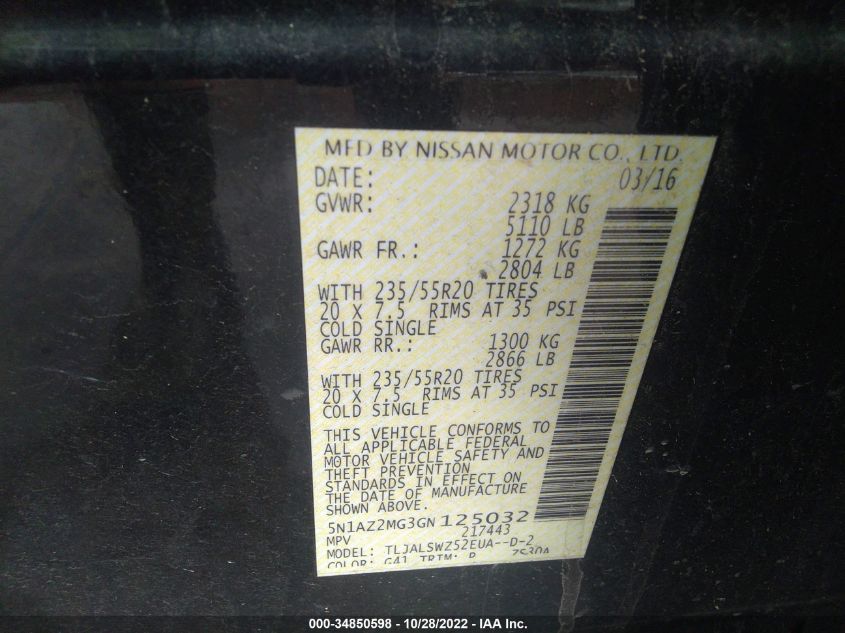 MFD BY NISSAN MOTOR CO., LTD.
DATE: 03/16
GVWR: 2318 KG
5110 LB
GAWR FR.: 1272 KG
2804 LB
WITH 235/55R20 TIRES
20 X 7.5 RIMS AT 35 PSI
COLD SINGLE
GAWR RR.: 1300 KG
2866 LB
WITH 235/55R20 TIRES
20 X 7.5 RIMS AT 35 PSI
COLD SINGLE
THIS VEHICLE CONFORMS TO
ALL APPLICABLE FEDERAL
MOTOR VEHICLE SAFETY AND
THEFT PREVENTION
STANDARDS IN EFFECT ON
THE DATE OF MANUFACTURE
SHOWN ABOVE.
5N1AZ2MG3GN125032
MPV 217443
MODEL: TLJALSWZ52EUA--D-2
COLOR: G41 TRIM: 7S30A
000-34850598 - 10/28/2022 - IAA Inc.